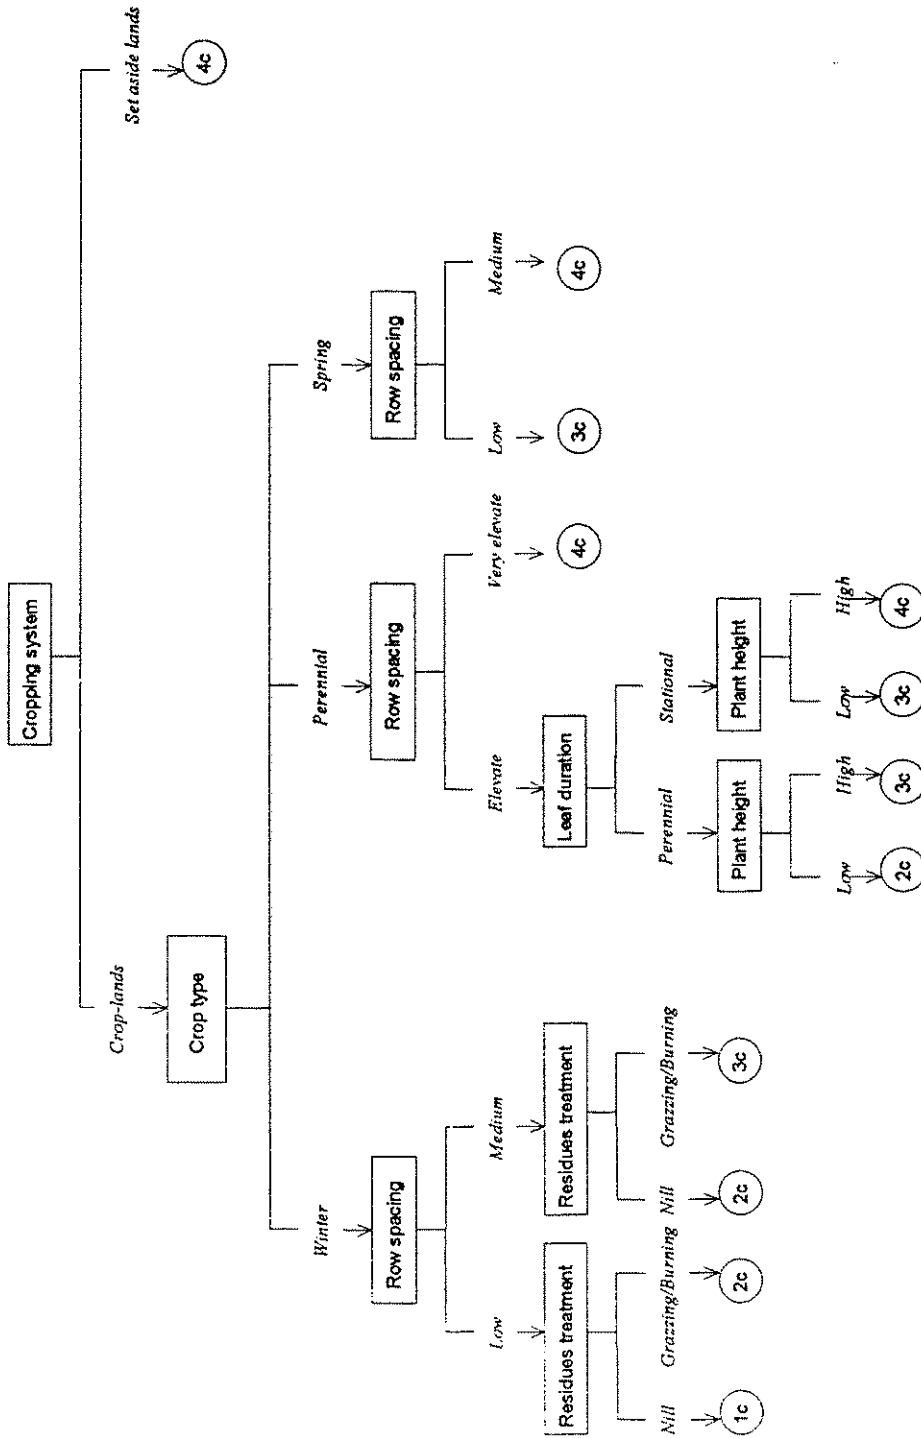 Cropping system
Crop-lands
Set aside lands
Crop type
4c
Winter
Perennial
Spring
Row spacing
Row spacing
Row spacing
Low
Medium
Elevate
Very elevate
Low
Medium
Residues treatment
Residues treatment
Leaf duration
4c
3c
4c
Nill
Grazzing/Burning
Nill
Grazzing/Burning
Perennial
Stational
1c
2c
2c
3c
Plant height
Plant height
Low
High
Low
High
2c
3c
3c
4c